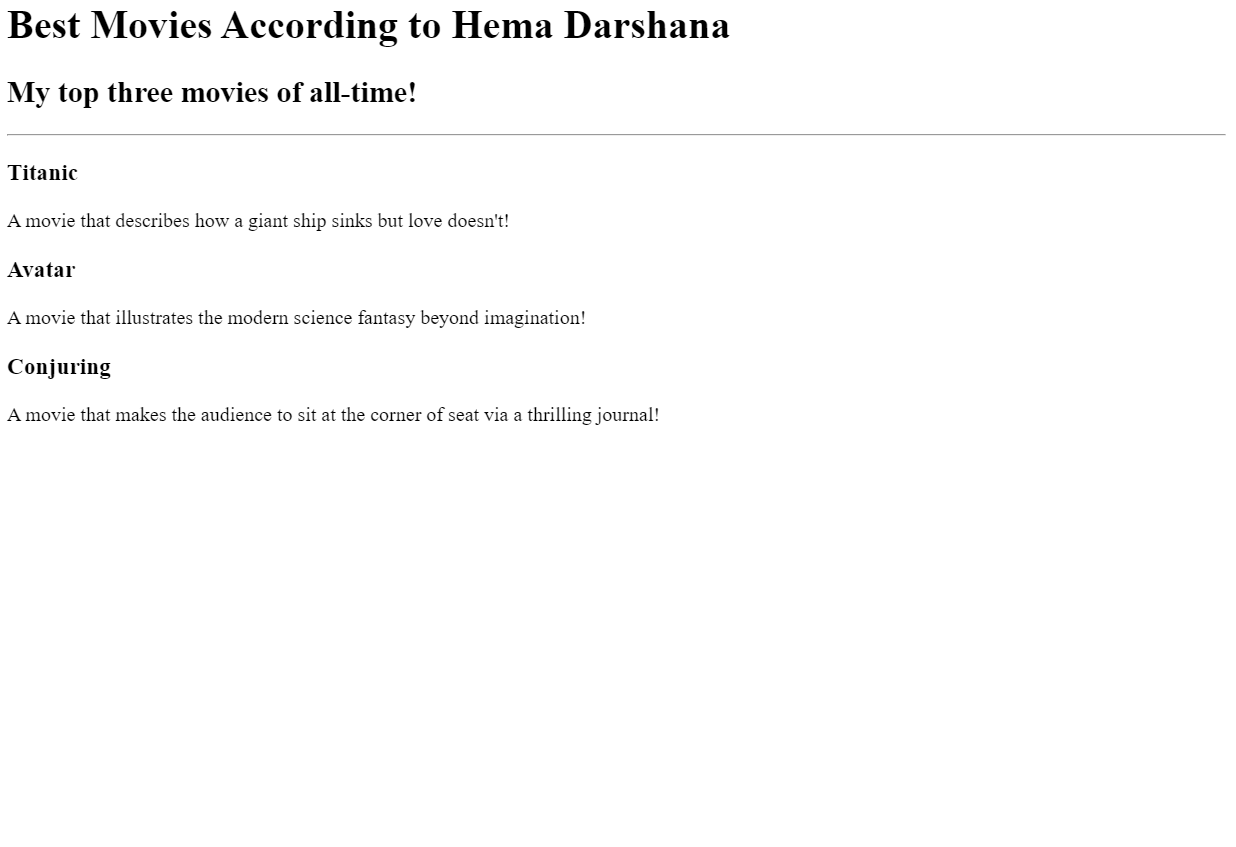 Best Movies According to Hema Darshana
My top three movies of all-time!
Titanic
A movie that describes how a giant ship sinks but love doesn't!
Avatar
A movie that illustrates the modern science fantasy beyond imagination!
Conjuring
A movie that makes the audience to sit at the corner of seat via a thrilling journal!